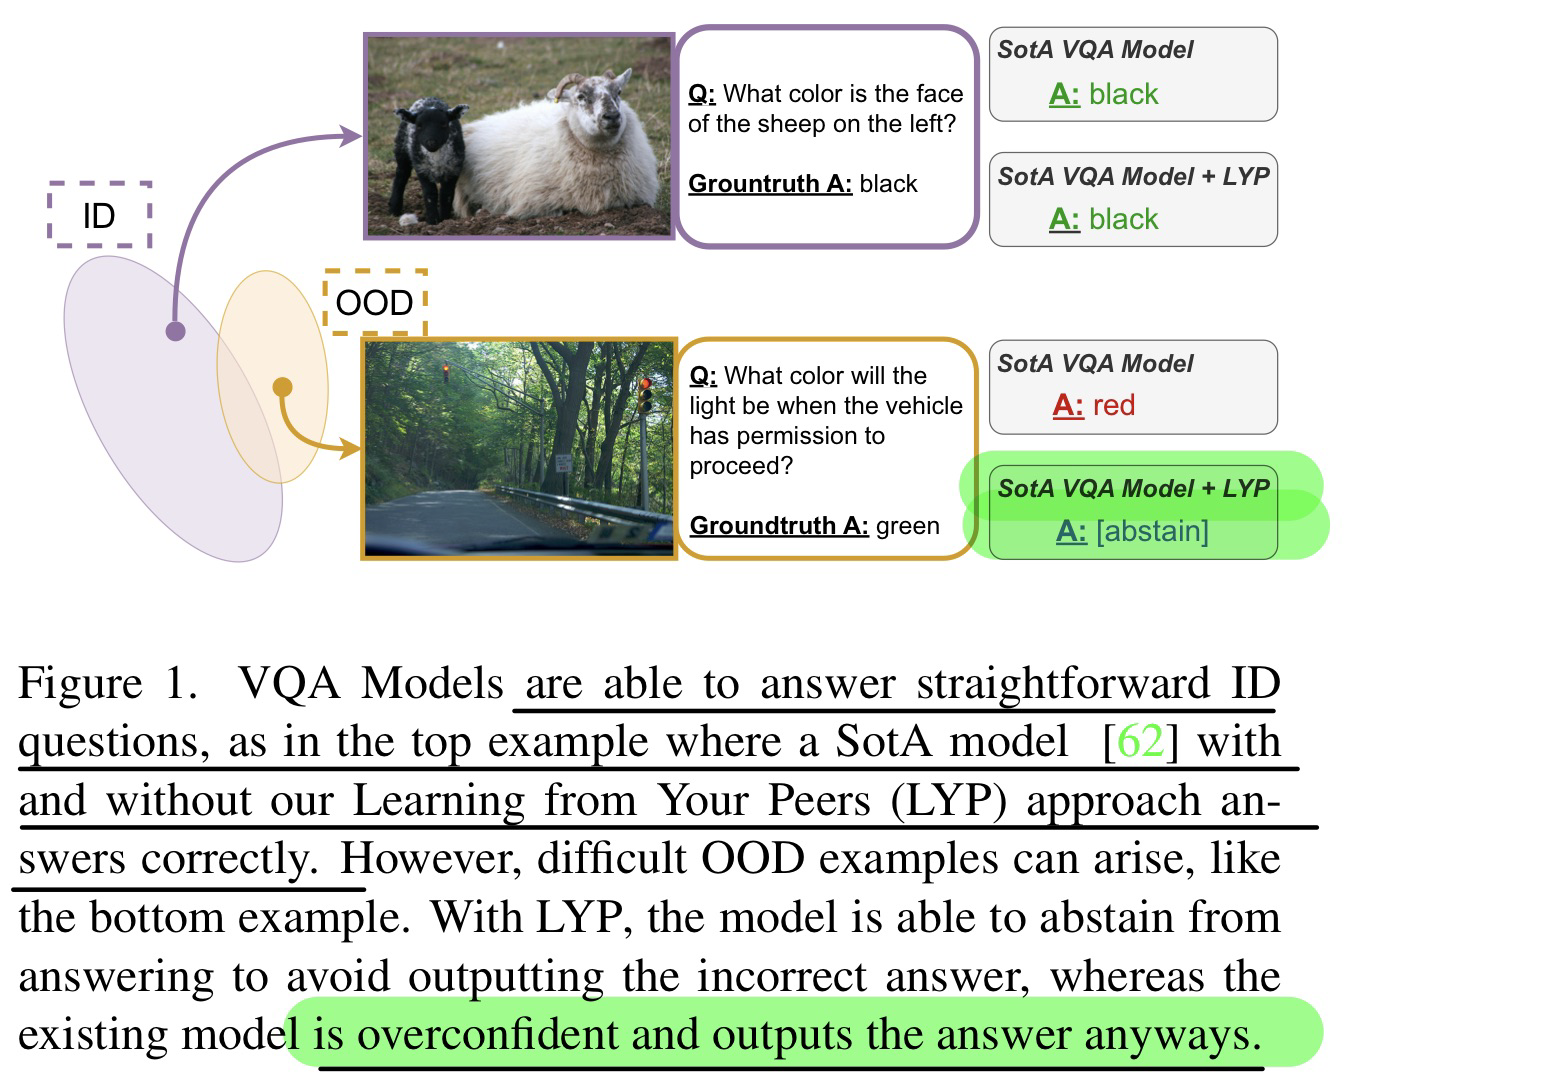 ID
OOD
Q: What color is the face
of the sheep on the left?
Grountruth A: black
SotA VQA Model
A: black
SotA VQA Model + LYP
A: black
Q: What color will the
light be when the vehicle
has permission to
proceed?
Groundtruth A: green
SotA VQA Model
A: red
SotA VQA Model + LYP
A: [abstain]
Figure 1. VQA Models are able to answer straightforward ID
questions, as in the top example where a SotA model [62] with
and without our Learning from Your Peers (LYP) approach an-
swers correctly. However, difficult OOD examples can arise, like
the bottom example. With LYP, the model is able to abstain from
answering to avoid outputting the incorrect answer, whereas the
existing model is overconfident and outputs the answer anyways.